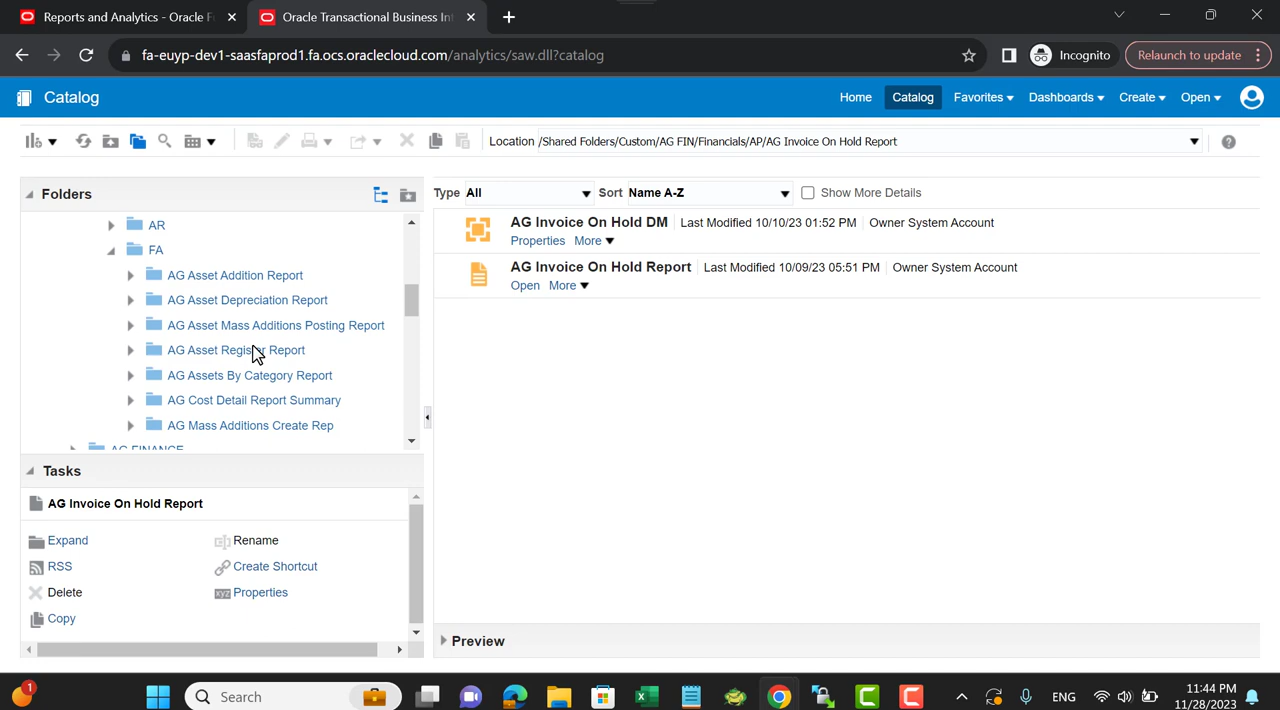 Reports and Analytics - Oracle F
Oracle Transactional Business Int
fa-euyp-dev1-saasfaprod1.fa.ocs.oraclecloud.com/analytics/saw.dll?catalog
Incognito
Relaunch to update
Catalog
Home
Catalog
Favorites
Dashboards
Create
Open
Location /Shared Folders/Custom/AG FIN/Financials/AP/AG Invoice On Hold Report
Folders
AR
FA
AG Asset Addition Report
AG Asset Depreciation Report
AG Asset Mass Additions Posting Report
AG Asset Register Report
AG Assets By Category Report
AG Cost Detail Report Summary
AG Mass Additions Create Rep
AG FINANCE
Type All Sort Name A-Z Show More Details
AG Invoice On Hold DM Last Modified 10/10/23 01:52 PM Owner System Account
Properties More
AG Invoice On Hold Report Last Modified 10/09/23 05:51 PM Owner System Account
Open More
Tasks
AG Invoice On Hold Report
Expand Rename
RSS Create Shortcut
Delete Properties
Copy
Preview
1
Search
ENG
11:44 PM
11/28/2023